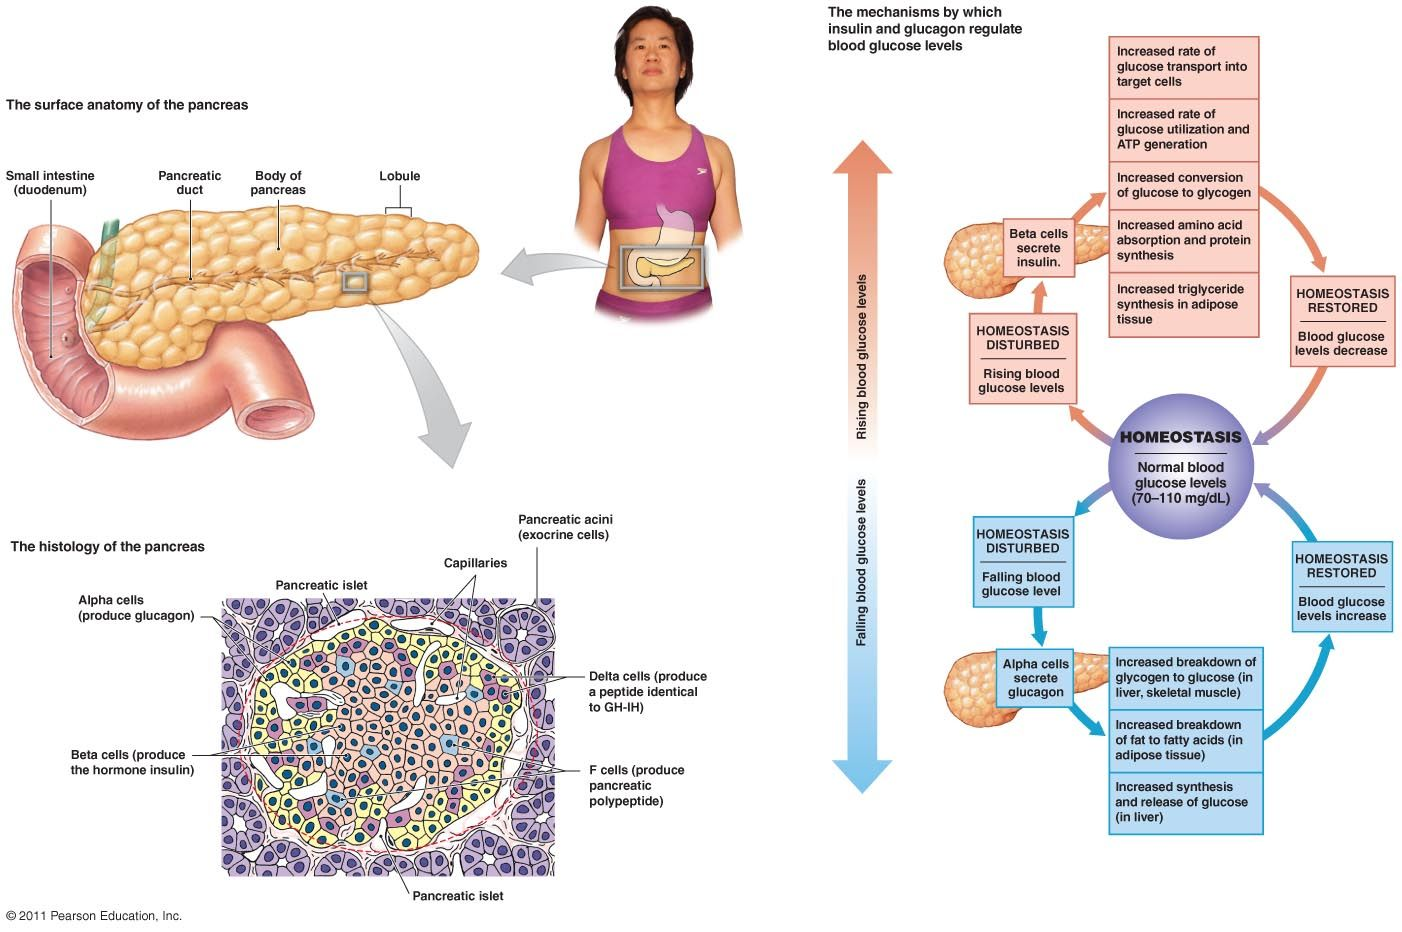 The surface anatomy of the pancreas
Small intestine
(duodenum)
Pancreatic
duct
Body of
pancreas
Lobule
The histology of the pancreas
Pancreatic acini
(exocrine cells)
Capillaries
Pancreatic islet
Alpha cells
(produce glucagon)
Delta cells (produce
a peptide identical
to GH-IH)
Beta cells (produce
the hormone insulin)
F cells (produce
pancreatic
polypeptide)
Pancreatic islet
© 2011 Pearson Education, Inc.
The mechanisms by which
insulin and glucagon regulate
blood glucose levels
Rising blood glucose levels
Falling blood glucose levels
Increased rate of
glucose transport into
target cells
Increased rate of
glucose utilization and
ATP generation
Increased conversion
of glucose to glycogen
Increased amino acid
absorption and protein
synthesis
Increased triglyceride
synthesis in adipose
tissue
Beta cells
secrete
insulin.
HOMEOSTASIS
DISTURBED
Rising blood
glucose levels
HOMEOSTASIS
RESTORED
Blood glucose
levels decrease
HOMEOSTASIS
Normal blood
glucose levels
(70–110 mg/dL)
HOMEOSTASIS
DISTURBED
Falling blood
glucose level
HOMEOSTASIS
RESTORED
Blood glucose
levels increase
Alpha cells
secrete
glucagon
Increased breakdown of
glycogen to glucose (in
liver, skeletal muscle)
Increased breakdown
of fat to fatty acids (in
adipose tissue)
Increased synthesis
and release of glucose
(in liver)